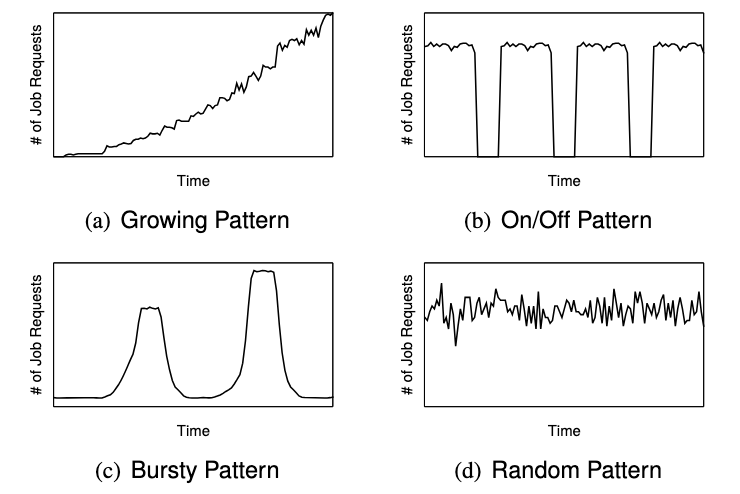 # of Job Requests
Time
(a) Growing Pattern
# of Job Requests
Time
(b) On/Off Pattern
# of Job Requests
Time
(c) Bursty Pattern
# of Job Requests
Time
(d) Random Pattern